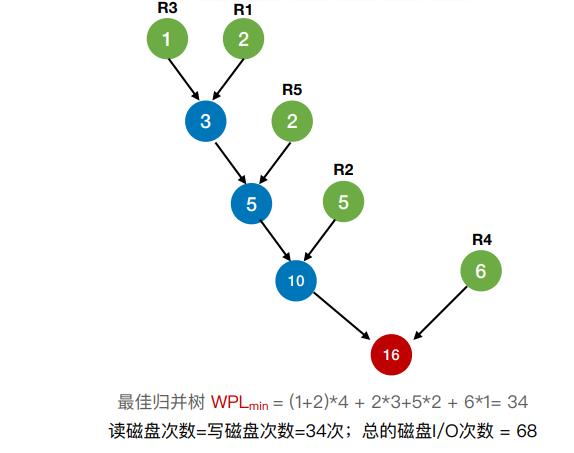 R3 R1
1 2
R5
3 2
R2
5 5
R4
10 6
16
最佳归并树 WPLmin = (1+2)*4 + 2*3+5*2 + 6*1= 34
读磁盘次数=写磁盘次数=34次；总的磁盘I/O次数 = 68